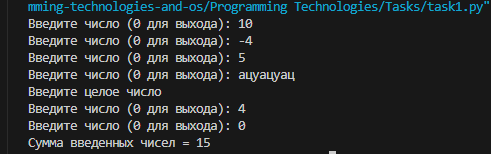 mming-technologies-and-os/Programming Technologies/Tasks/task1.py"
Введите число (0 для выхода): 10
Введите число (0 для выхода): -4
Введите число (0 для выхода): 5
Введите число (0 для выхода): ацуацуац
Введите целое число
Введите число (0 для выхода): 4
Введите число (0 для выхода): 0
Сумма введенных чисел = 15